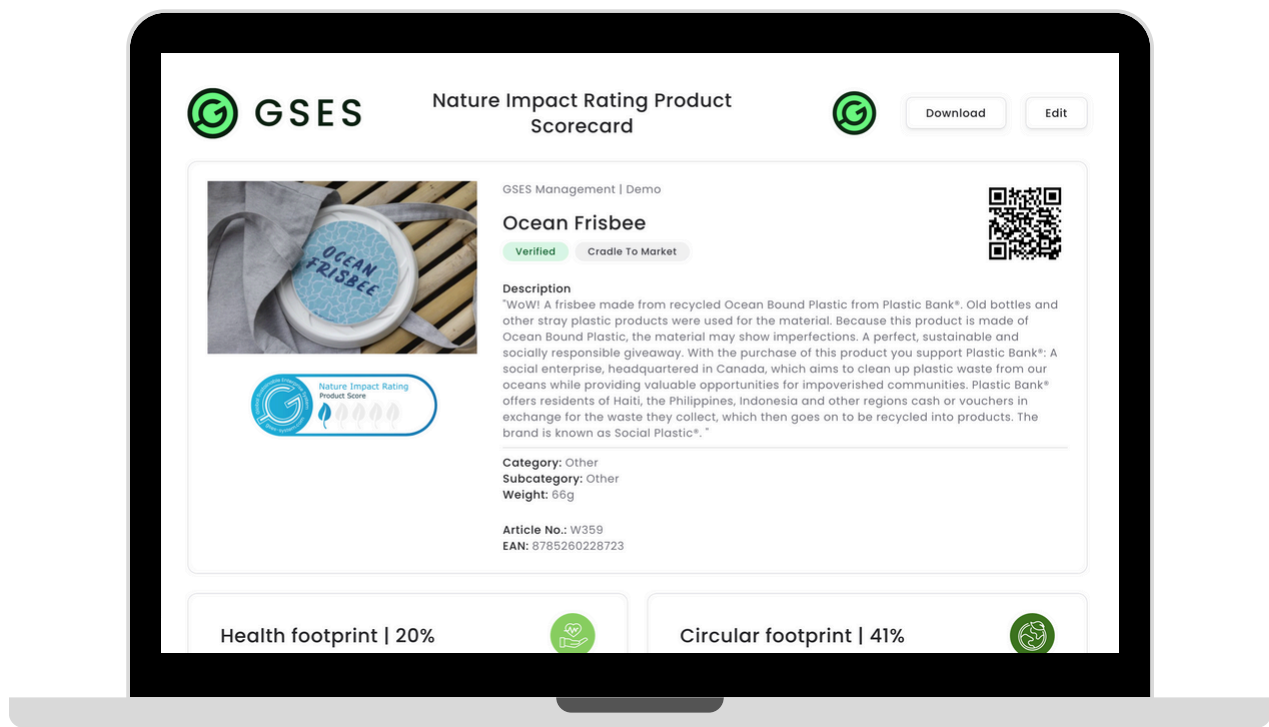 GSES
Nature Impact Rating Product
Scorecard
Download
Edit
OCEAN
FRISBEE
Nature Impact Rating
Product Score
GSES Management | Demo
Ocean Frisbee
Verified
Cradle To Market
Description
"WoW! A frisbee made from recycled Ocean Bound Plastic from Plastic Bank®. Old bottles and
other stray plastic products were used for the material. Because this product is made of
Ocean Bound Plastic, the material may show imperfections. A perfect, sustainable and
socially responsible giveaway. With the purchase of this product you support Plastic Bank®: A
social enterprise, headquartered in Canada, which aims to clean up plastic waste from our
oceans while providing valuable opportunities for impoverished communities. Plastic Bank®
offers residents of Haiti, the Philippines, Indonesia and other regions cash or vouchers in
exchange for the waste they collect, which then goes on to be recycled into products. The
brand is known as Social Plastic®. "
Category: Other
Subcategory: Other
Weight: 66g
Article No.: W359
EAN: 8785260228723
Health footprint | 20%
Circular footprint | 41%